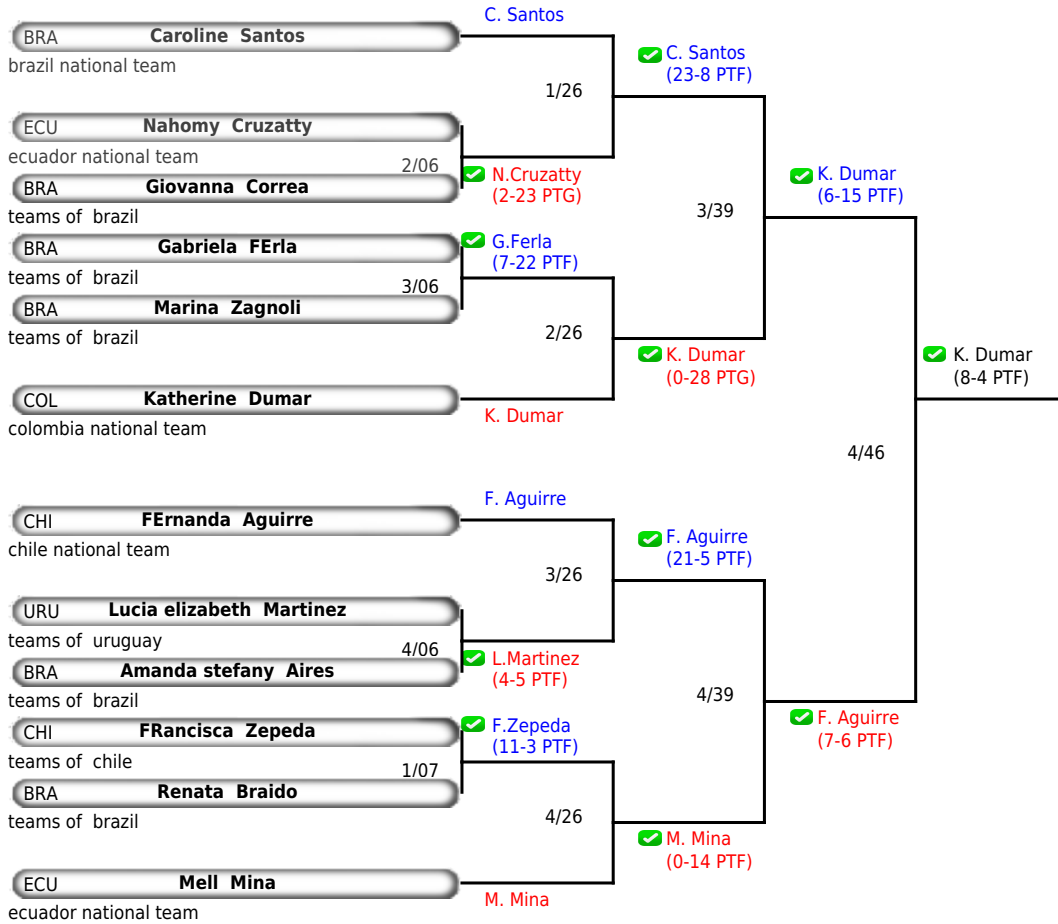 C. Santos
BRA Caroline Santos
brazil national team
C. Santos
(23-8 PTF)
1/26
ECU Nahomy Cruzatty
ecuador national team
2/06
N.Cruzatty
(2-23 PTG)
BRA Giovanna Correa
teams of brazil
K. Dumar
(6-15 PTF)
3/39
BRA Gabriela FErla
teams of brazil
G.Ferla
(7-22 PTF)
3/06
BRA Marina Zagnoli
teams of brazil
2/26
K. Dumar
(0-28 PTG)
K. Dumar
(8-4 PTF)
COL Katherine Dumar
colombia national team
K. Dumar
4/46
F. Aguirre
CHI FErnanda Aguirre
chile national team
F. Aguirre
(21-5 PTF)
3/26
URU Lucia elizabeth Martinez
teams of uruguay
4/06
L.Martinez
(4-5 PTF)
BRA Amanda stefany Aires
teams of brazil
4/39
F. Aguirre
(7-6 PTF)
CHI FRancisca Zepeda
teams of chile
F.Zepeda
(11-3 PTF)
1/07
BRA Renata Braido
teams of brazil
4/26
M. Mina
(0-14 PTF)
ECU Mell Mina
ecuador national team
M. Mina